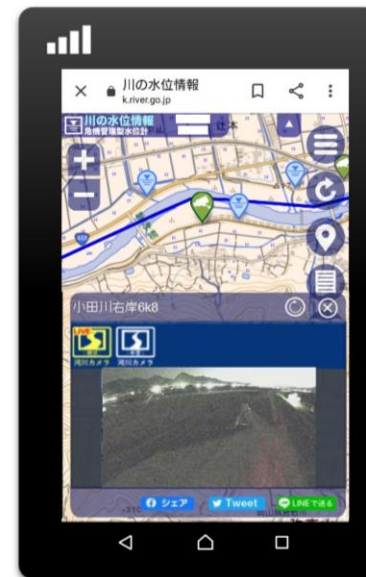 川の水位情報
k.river.go.jp
川の水位情報
危機管理型水位計
辻本
小田川右岸6k8
LIVE
河川カメラ
河川カメラ
シェア
Tweet
LINEで送る